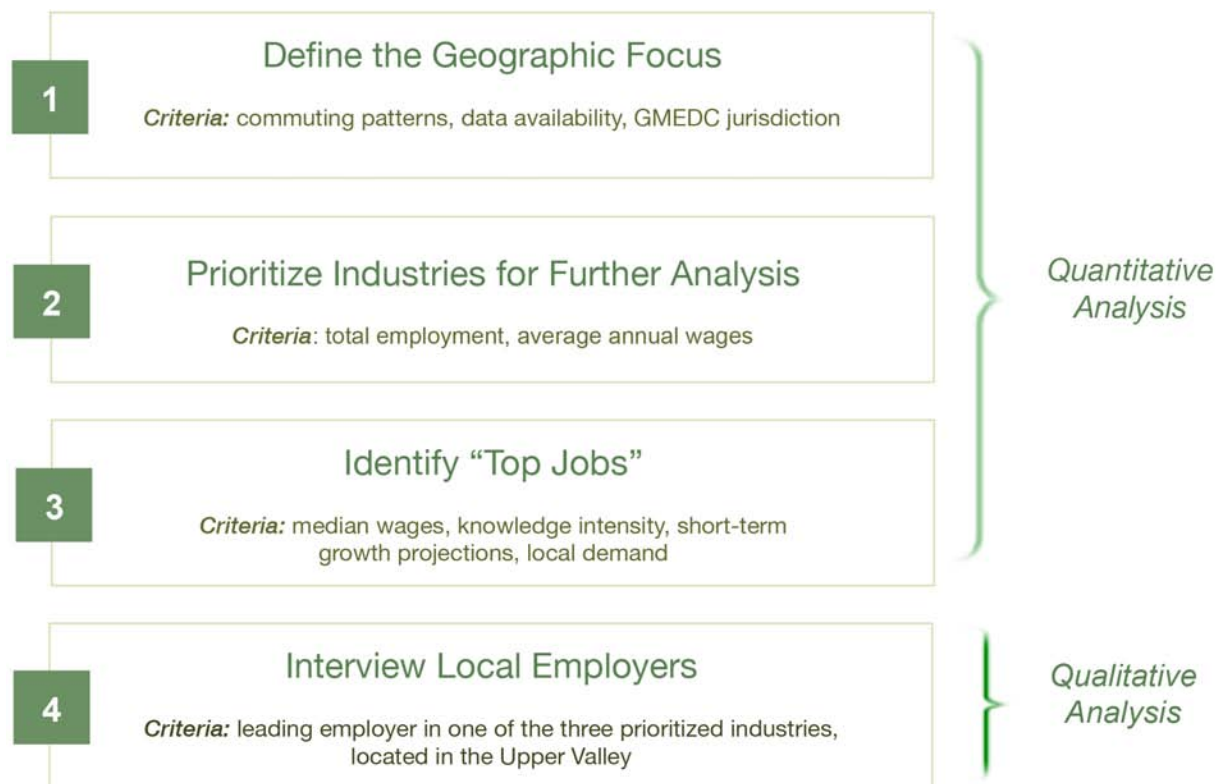 1
Define the Geographic Focus
Criteria: commuting patterns, data availability, GMEDC jurisdiction
2
Prioritize Industries for Further Analysis
Criteria: total employment, average annual wages
3
Identify “Top Jobs”
Criteria: median wages, knowledge intensity, short-term
growth projections, local demand
Quantitative
Analysis
4
Interview Local Employers
Criteria: leading employer in one of the three prioritized industries,
located in the Upper Valley
Qualitative
Analysis